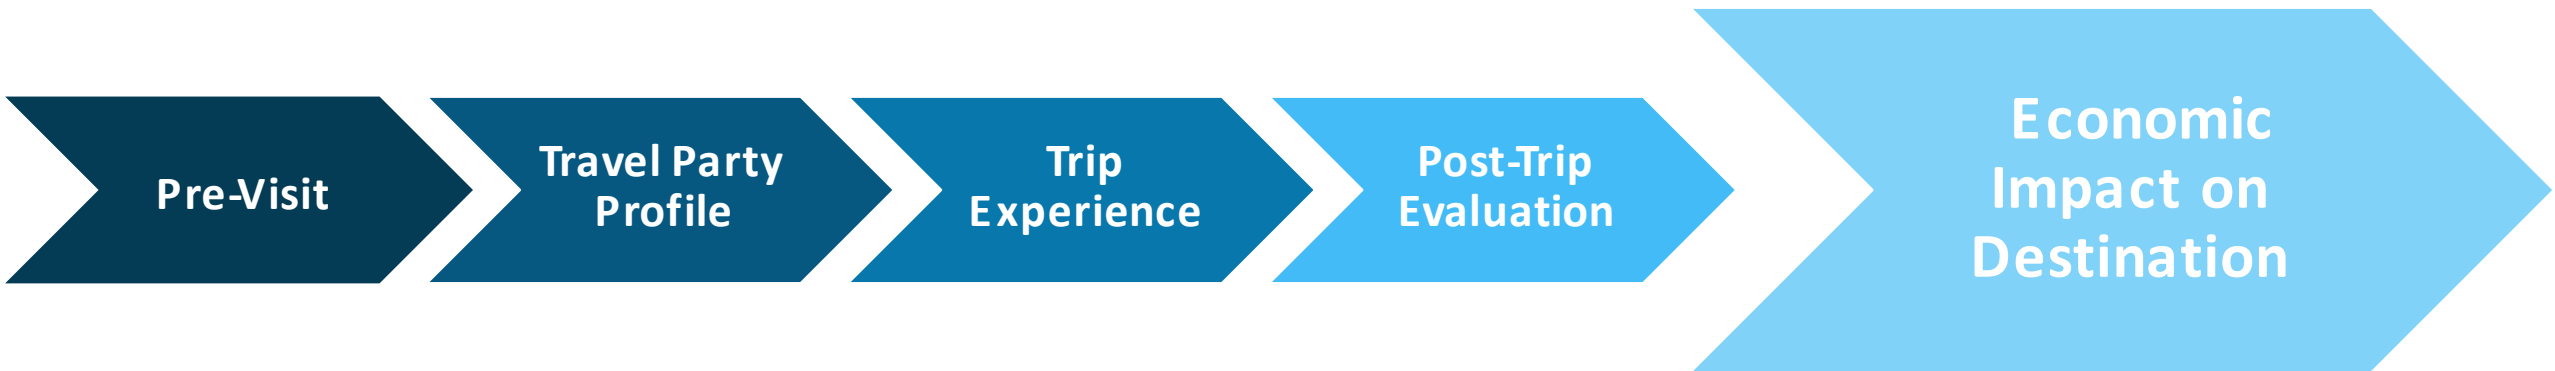 Pre-Visit
Travel Party
Profile
Trip
Experience
Post-Trip
Evaluation
Economic
Impact on
Destination